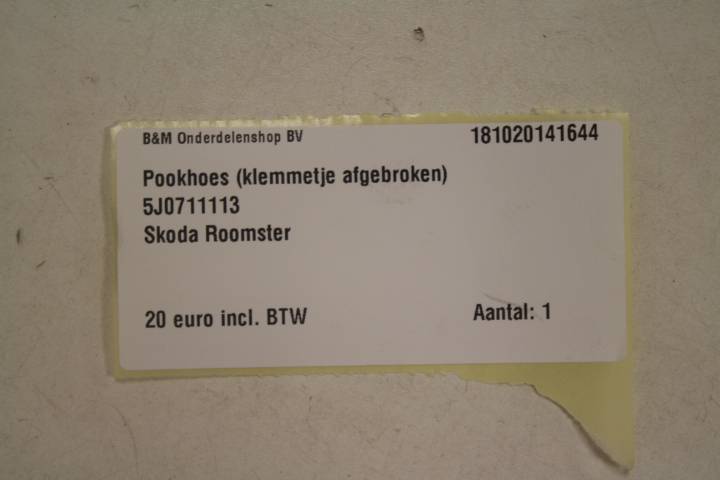 B&M Onderdelenshop BV 181020141644
Pookhoes (klemmetje afgebroken)
5J0711113
Skoda Roomster
20 euro incl. BTW Aantal: 1